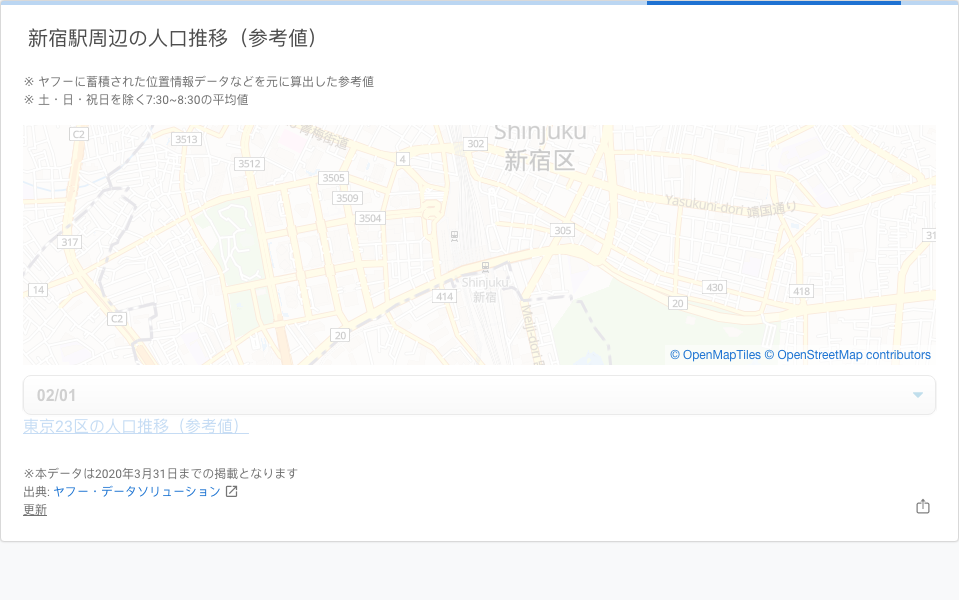 新宿駅周辺の人口推移（参考値）
※ ヤフーに蓄積された位置情報データなどを元に算出した参考値
※ 土・日・祝日を除く7:30~8:30の平均値
C2
3513
青梅街道
302
Shinjuku
新宿区
4
3512
3505
3509
3504
Yasukuni-dori 靖国通り
305
31
317
14
Shinjuku
新宿
414
430
418
20
C2
20
Meiji-dori
© OpenMapTiles © OpenStreetMap contributors
02/01
東京23区の人口推移（参考値）
※本データは2020年3月31日までの掲載となります
出典: ヤフー・データソリューション
更新